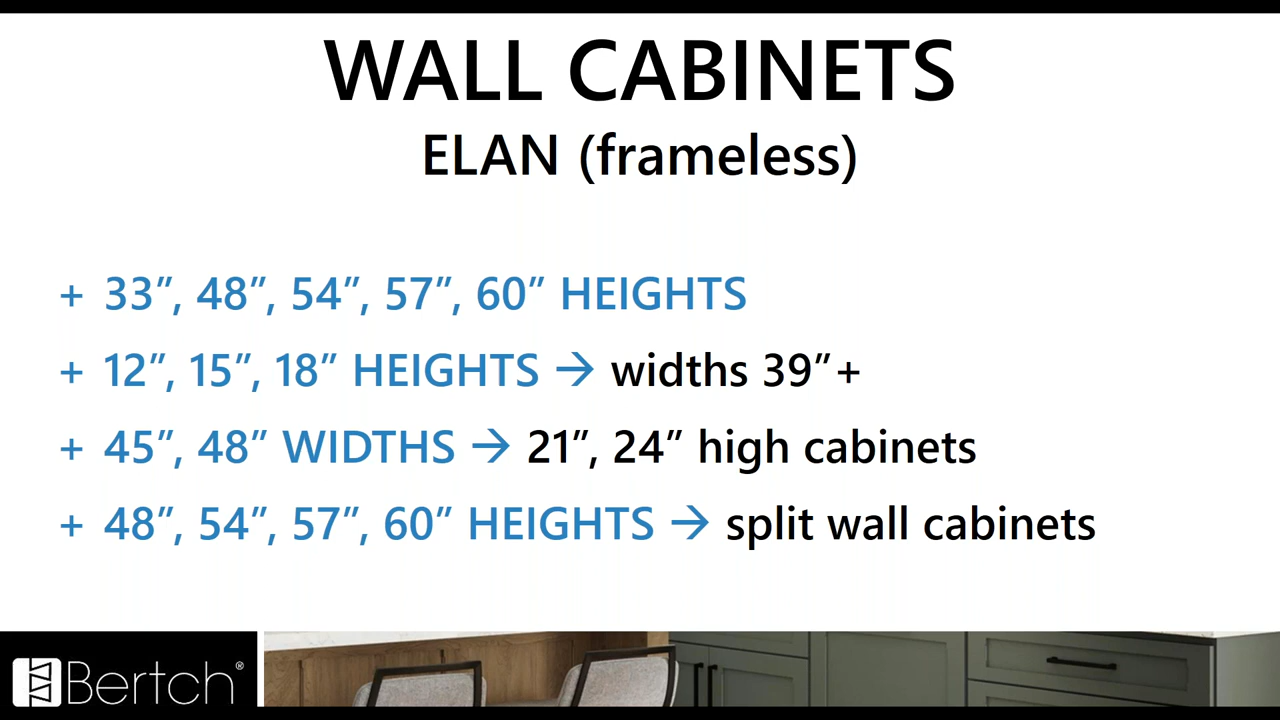 WALL CABINETS
ELAN (frameless)
+ 33”, 48”, 54”, 57”, 60” HEIGHTS
+ 12”, 15”, 18” HEIGHTS → widths 39”+
+ 45”, 48” WIDTHS → 21”, 24” high cabinets
+ 48”, 54”, 57”, 60” HEIGHTS → split wall cabinets
Bertch®